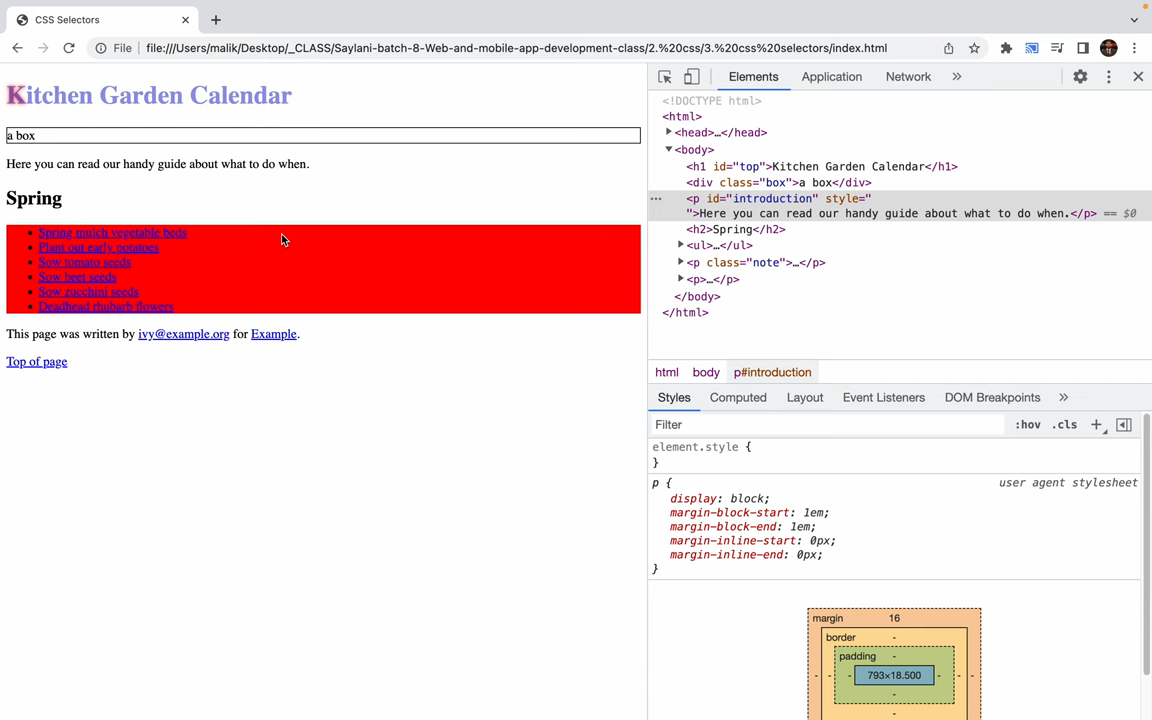 CSS Selectors
File
file:///Users/malik/Desktop/_CLASS/Saylani-batch-8-Web-and-mobile-app-development-class/2.%20css/3.%20css%20selectors/index.html
Kitchen Garden Calendar
a box
Here you can read our handy guide about what to do when.
Spring
Spring mulch vegetable beds
Plant out early potatoes
Sow tomato seeds
Sow beet seeds
Sow zucchini seeds
Deadhead rhubarb flowers
This page was written by ivy@example.org for Example.
Top of page
Elements Application Network »
<!DOCTYPE html>
<html>
<head>…</head>
<body>
<h1 id="top">Kitchen Garden Calendar</h1>
<div class="box">a box</div>
<p id="introduction" style="
">Here you can read our handy guide about what to do when.</p> == $0
<h2>Spring</h2>
<ul>…</ul>
<p class="note">…</p>
<p>…</p>
</body>
</html>
html body p#introduction
Styles Computed Layout Event Listeners DOM Breakpoints »
Filter :hov .cls +
element.style {
}
p { user agent stylesheet
display: block;
margin-block-start: 1em;
margin-block-end: 1em;
margin-inline-start: 0px;
margin-inline-end: 0px;
}
margin 16
border -
padding -
- - - 793×18.500 - - -
-
-